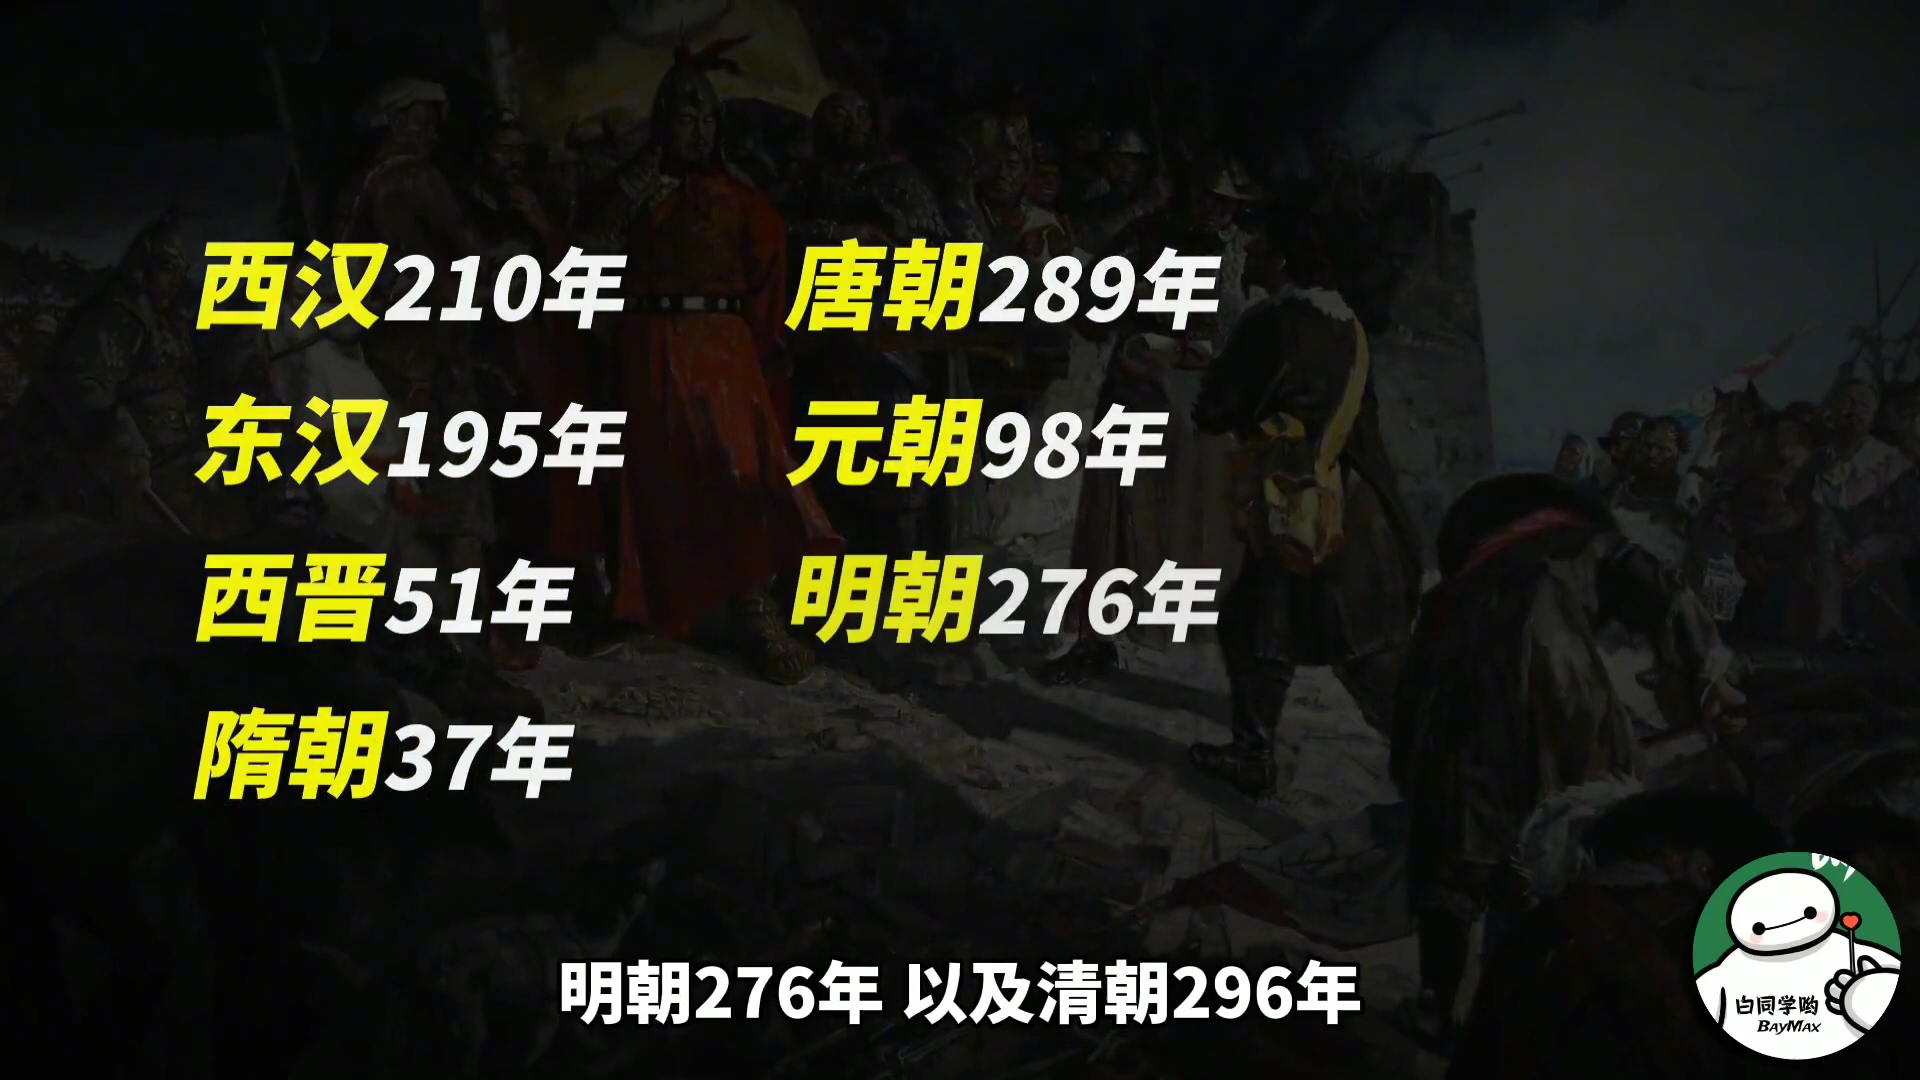 西汉210年
东汉195年
西晋51年
隋朝37年
唐朝289年
元朝98年
明朝276年
明朝276年 以及清朝296年
白同学哟
BAYMAX